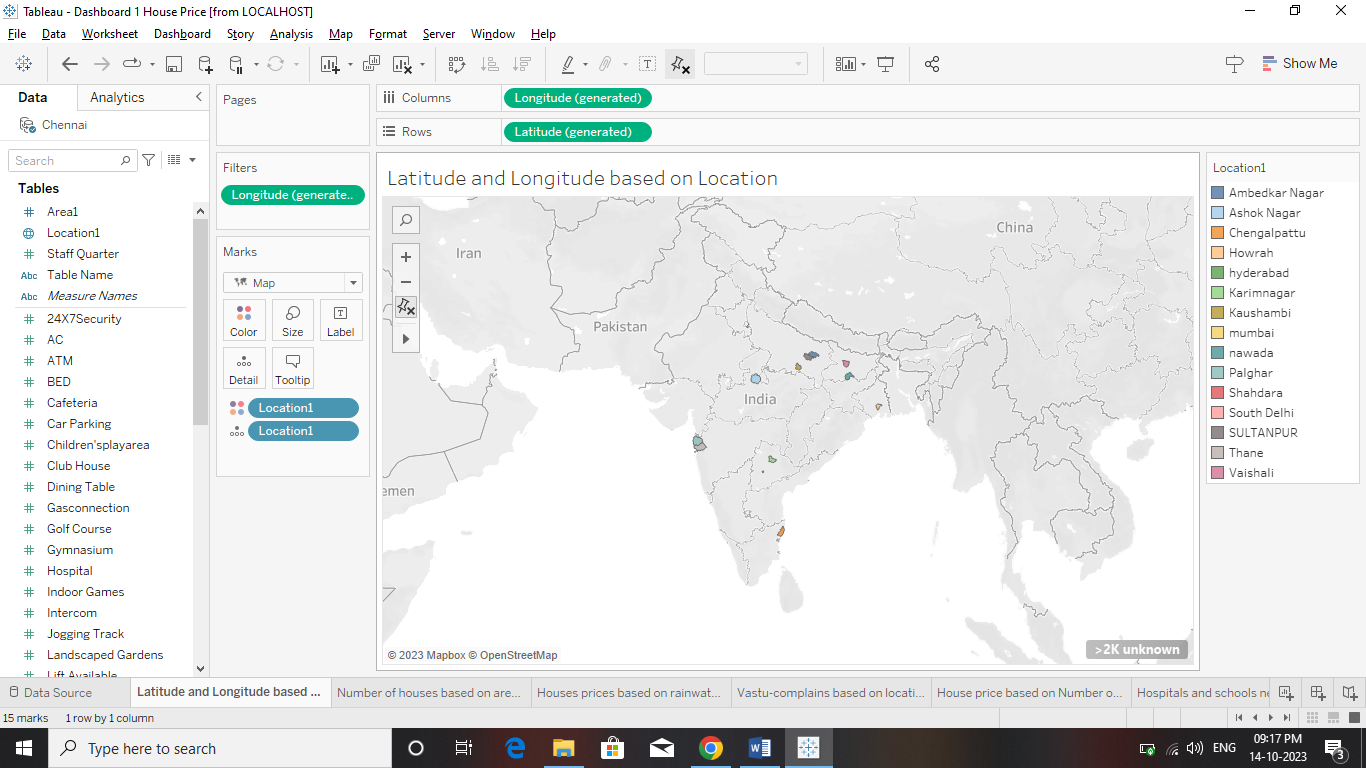 Tableau - Dashboard 1 House Price [from LOCALHOST]
File Data Worksheet Dashboard Story Analysis Map Format Server Window Help
Show Me
Data Analytics
Chennai
Search
Tables
Area1
Location1
Staff Quarter
Abc Table Name
Abc Measure Names
24X7Security
AC
ATM
BED
Cafeteria
Car Parking
Children'splayarea
Club House
Dining Table
Gasconnection
Golf Course
Gymnasium
Hospital
Indoor Games
Intercom
Jogging Track
Landscaped Gardens
Lift Available
Pages
Filters
Longitude (generate..
Marks
Map
Color Size Label
Detail Tooltip
Location1
Location1
Columns Longitude (generated)
Rows Latitude (generated)
Latitude and Longitude based on Location
Iran
China
Pakistan
India
emen
© 2023 Mapbox © OpenStreetMap
>2K unknown
Location1
Ambedkar Nagar
Ashok Nagar
Chengalpattu
Howrah
hyderabad
Karimnagar
Kaushambi
mumbai
nawada
Palghar
Shahdara
South Delhi
SULTANPUR
Thane
Vaishali
Data Source Latitude and Longitude based ... Number of houses based on are... Houses prices based on rainwat... Vastu-complains based on locati... House price based on Number o... Hospitals and schools ne
15 marks 1 row by 1 column
Type here to search
ENG
09:17 PM
14-10-2023
3